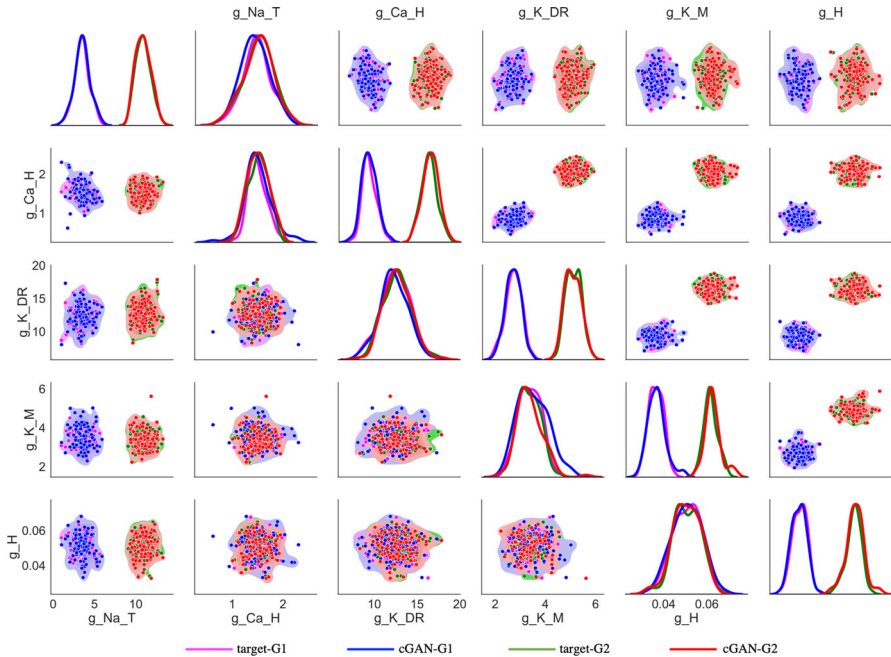 g_Na_T g_Ca_H g_K_DR g_K_M g_H
g_Ca_H
2
1
g_K_DR
20
15
10
g_K_M
6
4
2
g_H
0.06
0.04
0 5 10 1 2 10 15 20 2 4 6 0.04 0.06
g_Na_T g_Ca_H g_K_DR g_K_M g_H
target-G1 cGAN-G1 target-G2 cGAN-G2